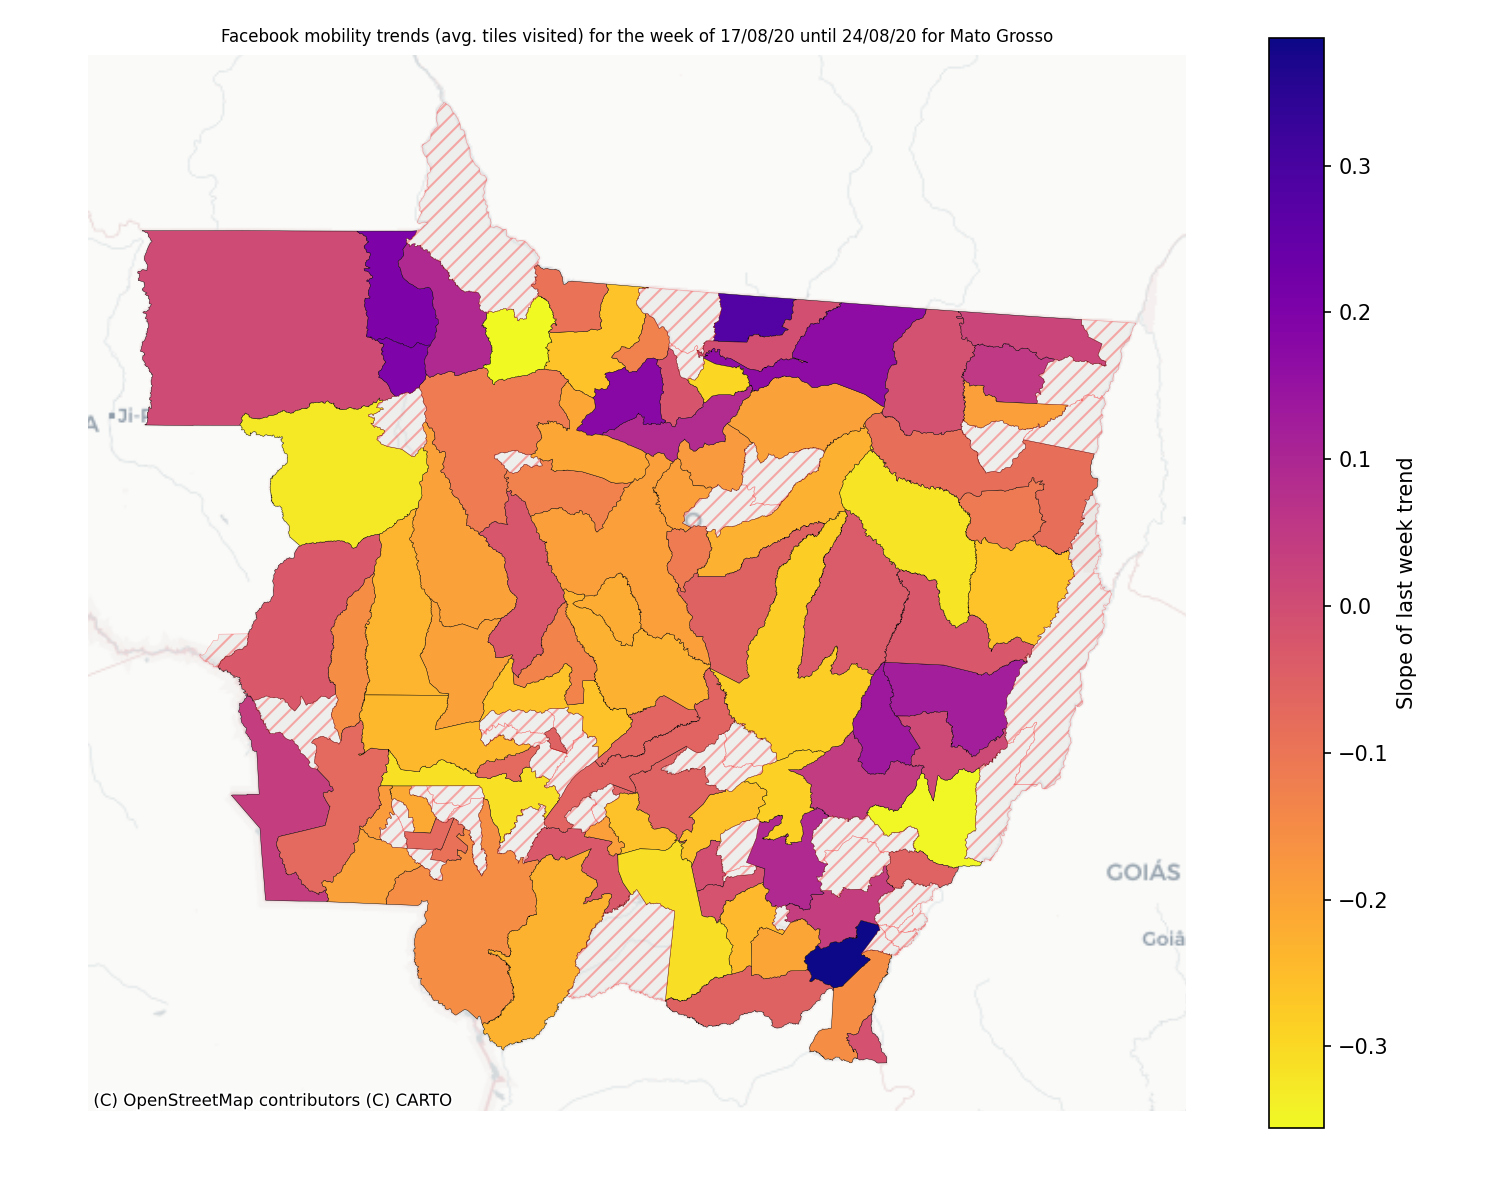 Facebook mobility trends (avg. tiles visited) for the week of 17/08/20 until 24/08/20 for Mato Grosso
0.3
0.2
0.1
0.0
−0.1
−0.2
−0.3
Slope of last week trend
GOIÁS
(C) OpenStreetMap contributors (C) CARTO